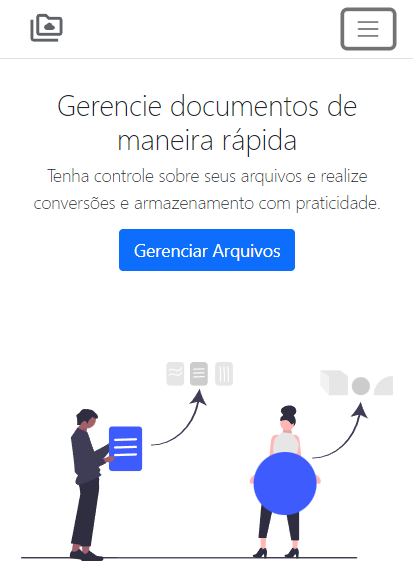 Gerencie documentos de
maneira rápida
Tenha controle sobre seus arquivos e realize
conversões e armazenamento com praticidade.
Gerenciar Arquivos